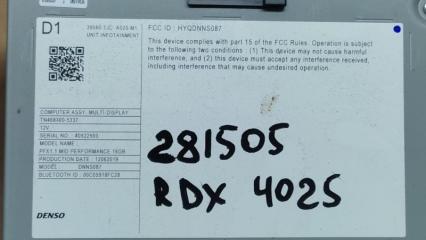 D1
39560-TJC-A020-M1
UNIT, INFOTAINMENT
FCC ID : HYQDNNS087
This device complies with part 15 of the FCC Rules. Operation is subject
to the following two conditions : (1) This device may not cause harmful
interference, and (2) this device must accept any interference received,
including interference that may cause undesired operation.
COMPUTER ASSY, MULTI-DISPLAY
TN468000-5337
12V
SERIAL NO.
MODEL NAME :
PFX1.1 MID PERFORMANCE 16GB
PRODUCTION DATE : 12062019
MODEL : DNNS087
BLUETOOTH ID :
DENSO
281505
RDX 4025